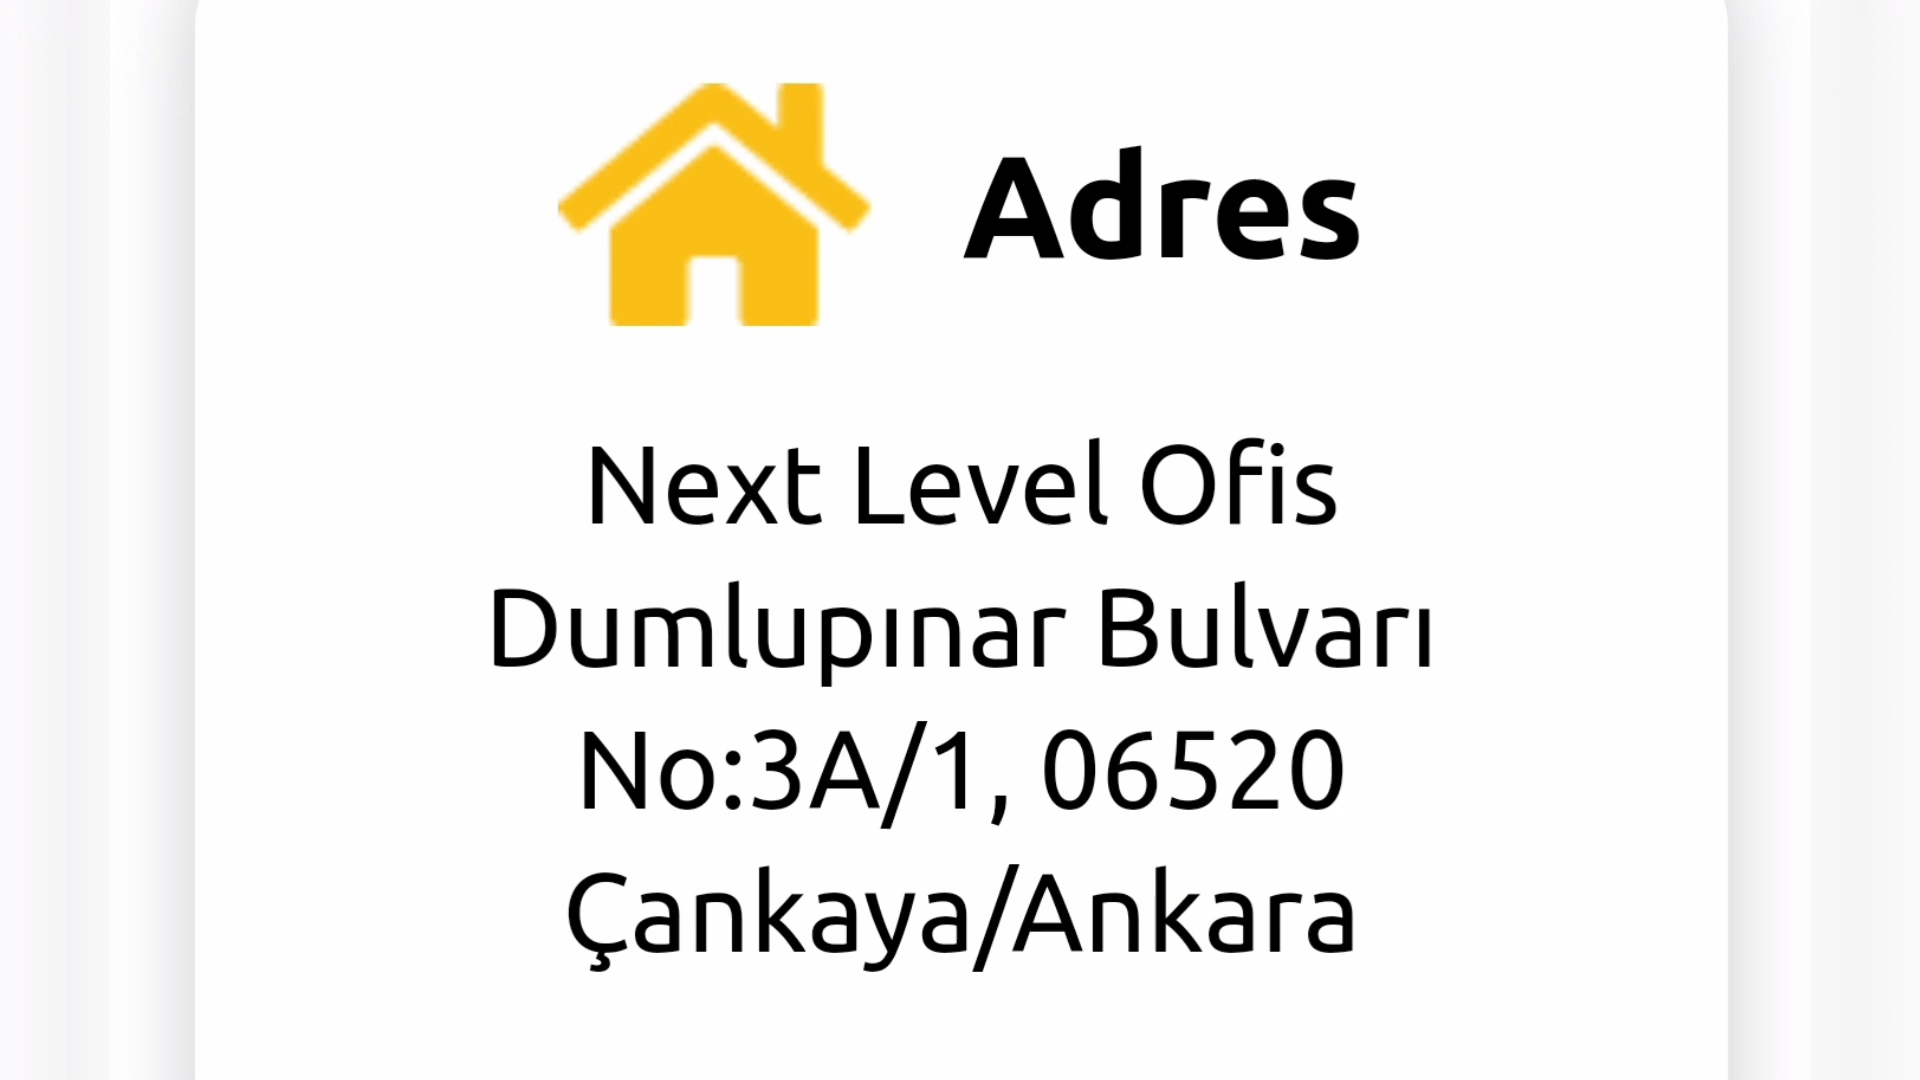 Adres
Next Level Ofis
Dumlupınar Bulvarı
No:3A/1, 06520
Çankaya/Ankara